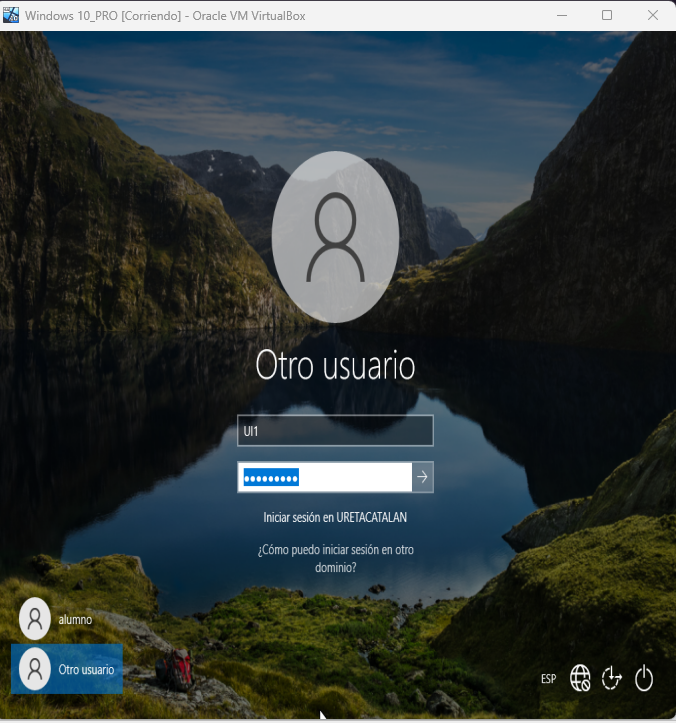 Windows 10_PRO [Corriendo] - Oracle VM VirtualBox
Otro usuario
UI1
Iniciar sesión en URETACATALAN
¿Cómo puedo iniciar sesión en otro
dominio?
alumno
Otro usuario
ESP